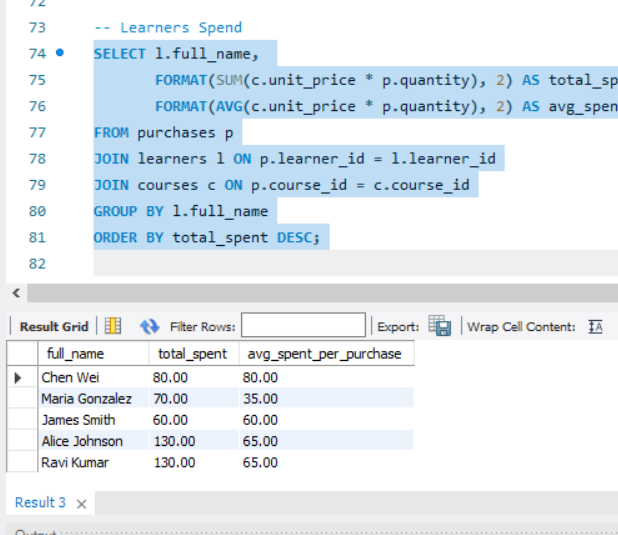 72
73 -- Learners Spend
74 SELECT l.full_name,
75 FORMAT(SUM(c.unit_price * p.quantity), 2) AS total_sp
76 FORMAT(AVG(c.unit_price * p.quantity), 2) AS avg_spen
77 FROM purchases p
78 JOIN learners l ON p.learner_id = l.learner_id
79 JOIN courses c ON p.course_id = c.course_id
80 GROUP BY l.full_name
81 ORDER BY total_spent DESC;
82
Result Grid Filter Rows: Export: Wrap Cell Content: IA
full_name total_spent avg_spent_per_purchase
Chen Wei 80.00 80.00
Maria Gonzalez 70.00 35.00
James Smith 60.00 60.00
Alice Johnson 130.00 65.00
Ravi Kumar 130.00 65.00
Result 3
Output